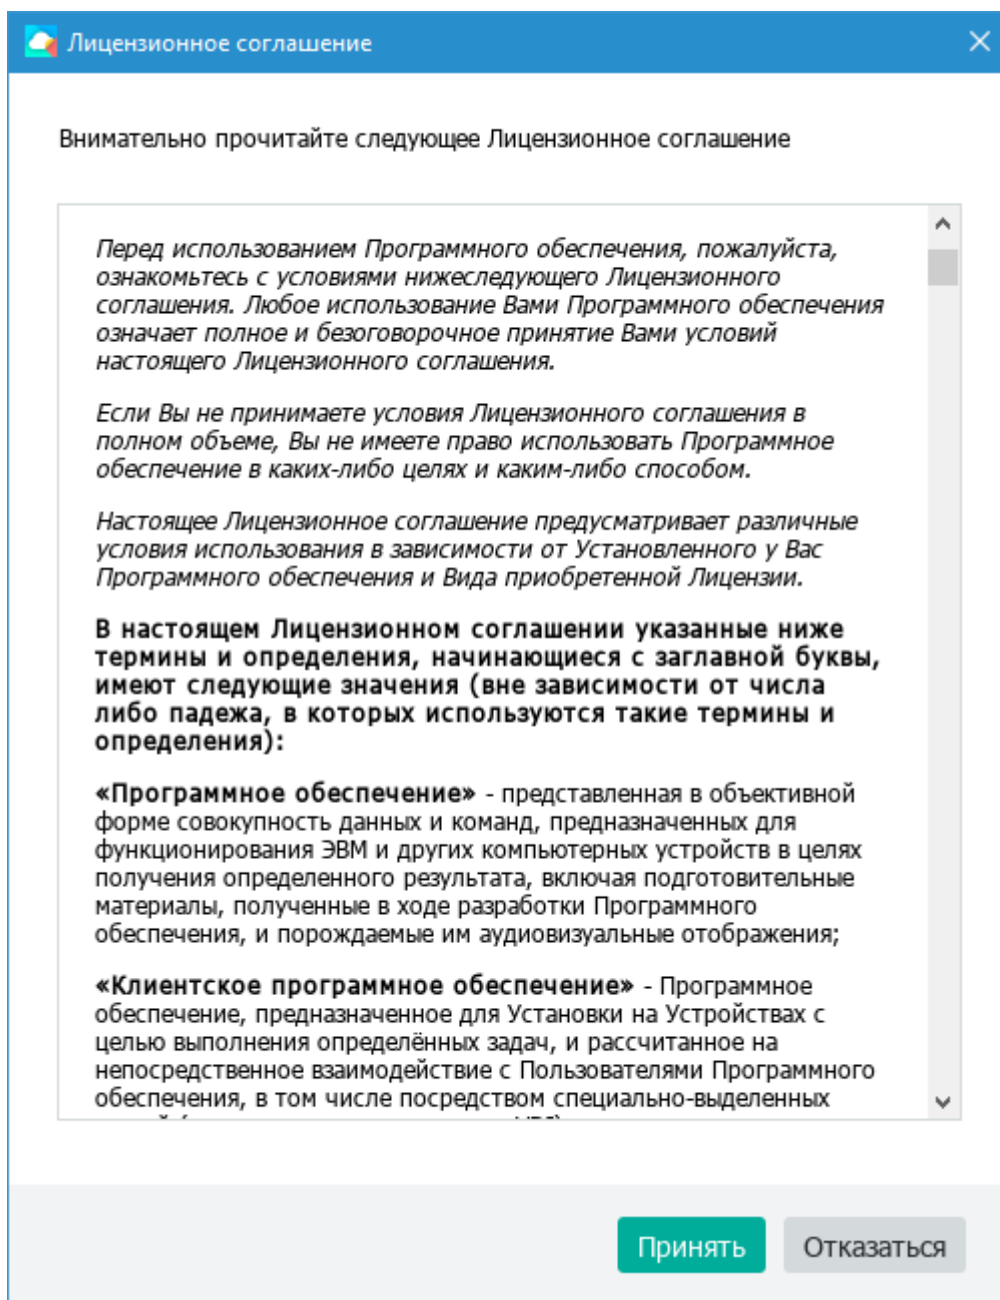 Лицензионное соглашение
Внимательно прочитайте следующее Лицензионное соглашение
Перед использованием Программного обеспечения, пожалуйста,
ознакомьтесь с условиями нижеследующего Лицензионного
соглашения. Любое использование Вами Программного обеспечения
означает полное и безоговорочное принятие Вами условий
настоящего Лицензионного соглашения.
Если Вы не принимаете условия Лицензионного соглашения в
полном объеме, Вы не имеете право использовать Программное
обеспечение в каких-либо целях и каким-либо способом.
Настоящее Лицензионное соглашение предусматривает различные
условия использования в зависимости от Установленного у Вас
Программного обеспечения и Вида приобретенной Лицензии.
В настоящем Лицензионном соглашении указанные ниже
термины и определения, начинающиеся с заглавной буквы,
имеют следующие значения (вне зависимости от числа
либо падежа, в которых используются такие термины и
определения):
«Программное обеспечение» - представленная в объективной
форме совокупность данных и команд, предназначенных для
функционирования ЭВМ и других компьютерных устройств в целях
получения определенного результата, включая подготовительные
материалы, полученные в ходе разработки Программного
обеспечения, и порождаемые им аудиовизуальные отображения;
«Клиентское программное обеспечение» - Программное
обеспечение, предназначенное для Установки на Устройствах с
целью выполнения определённых задач, и рассчитанное на
непосредственное взаимодействие с Пользователями Программного
обеспечения, в том числе посредством специально-выделенных
Принять
Отказаться